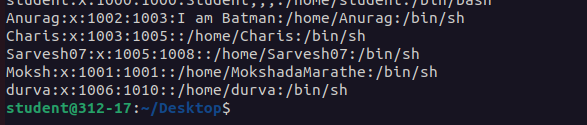 student:x:1000:1000:Student,,,:/home/student:/bin/bash
Anurag:x:1002:1003:I am Batman:/home/Anurag:/bin/sh
Charis:x:1003:1005::/home/Charis:/bin/sh
Sarvesh07:x:1005:1008::/home/Sarvesh07:/bin/sh
Moksh:x:1001:1001::/home/MokshadaMarathe:/bin/sh
durva:x:1006:1010::/home/durva:/bin/sh
student@312-17:~/Desktop$